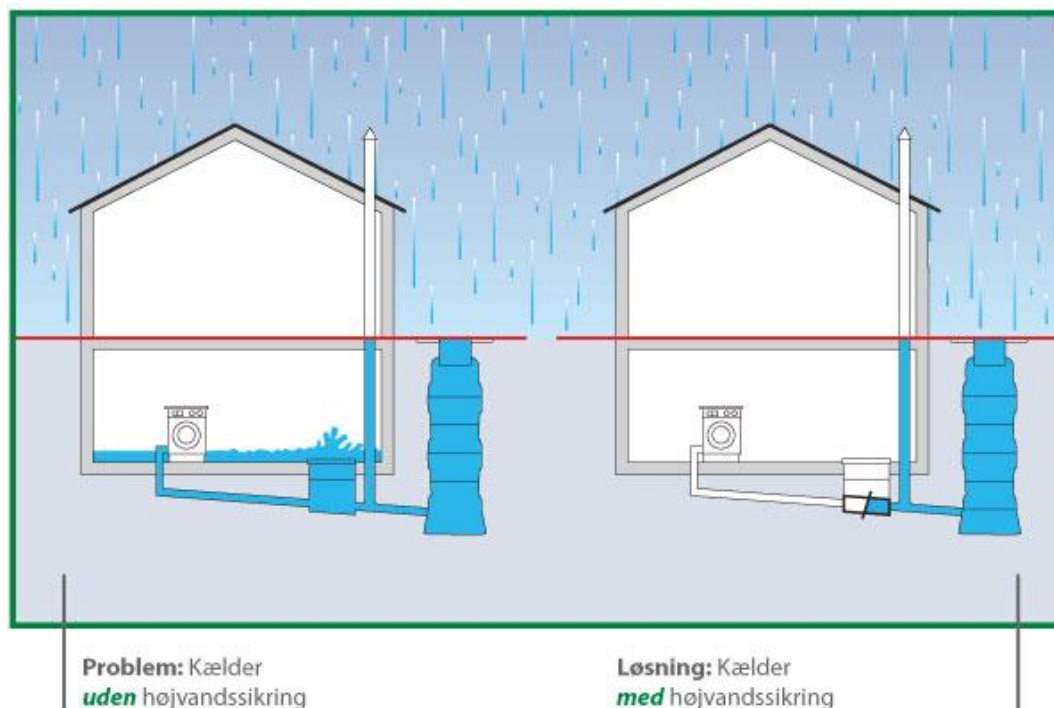 Problem: Kælder
uden højvandssikring
Løsning: Kælder
med højvandssikring